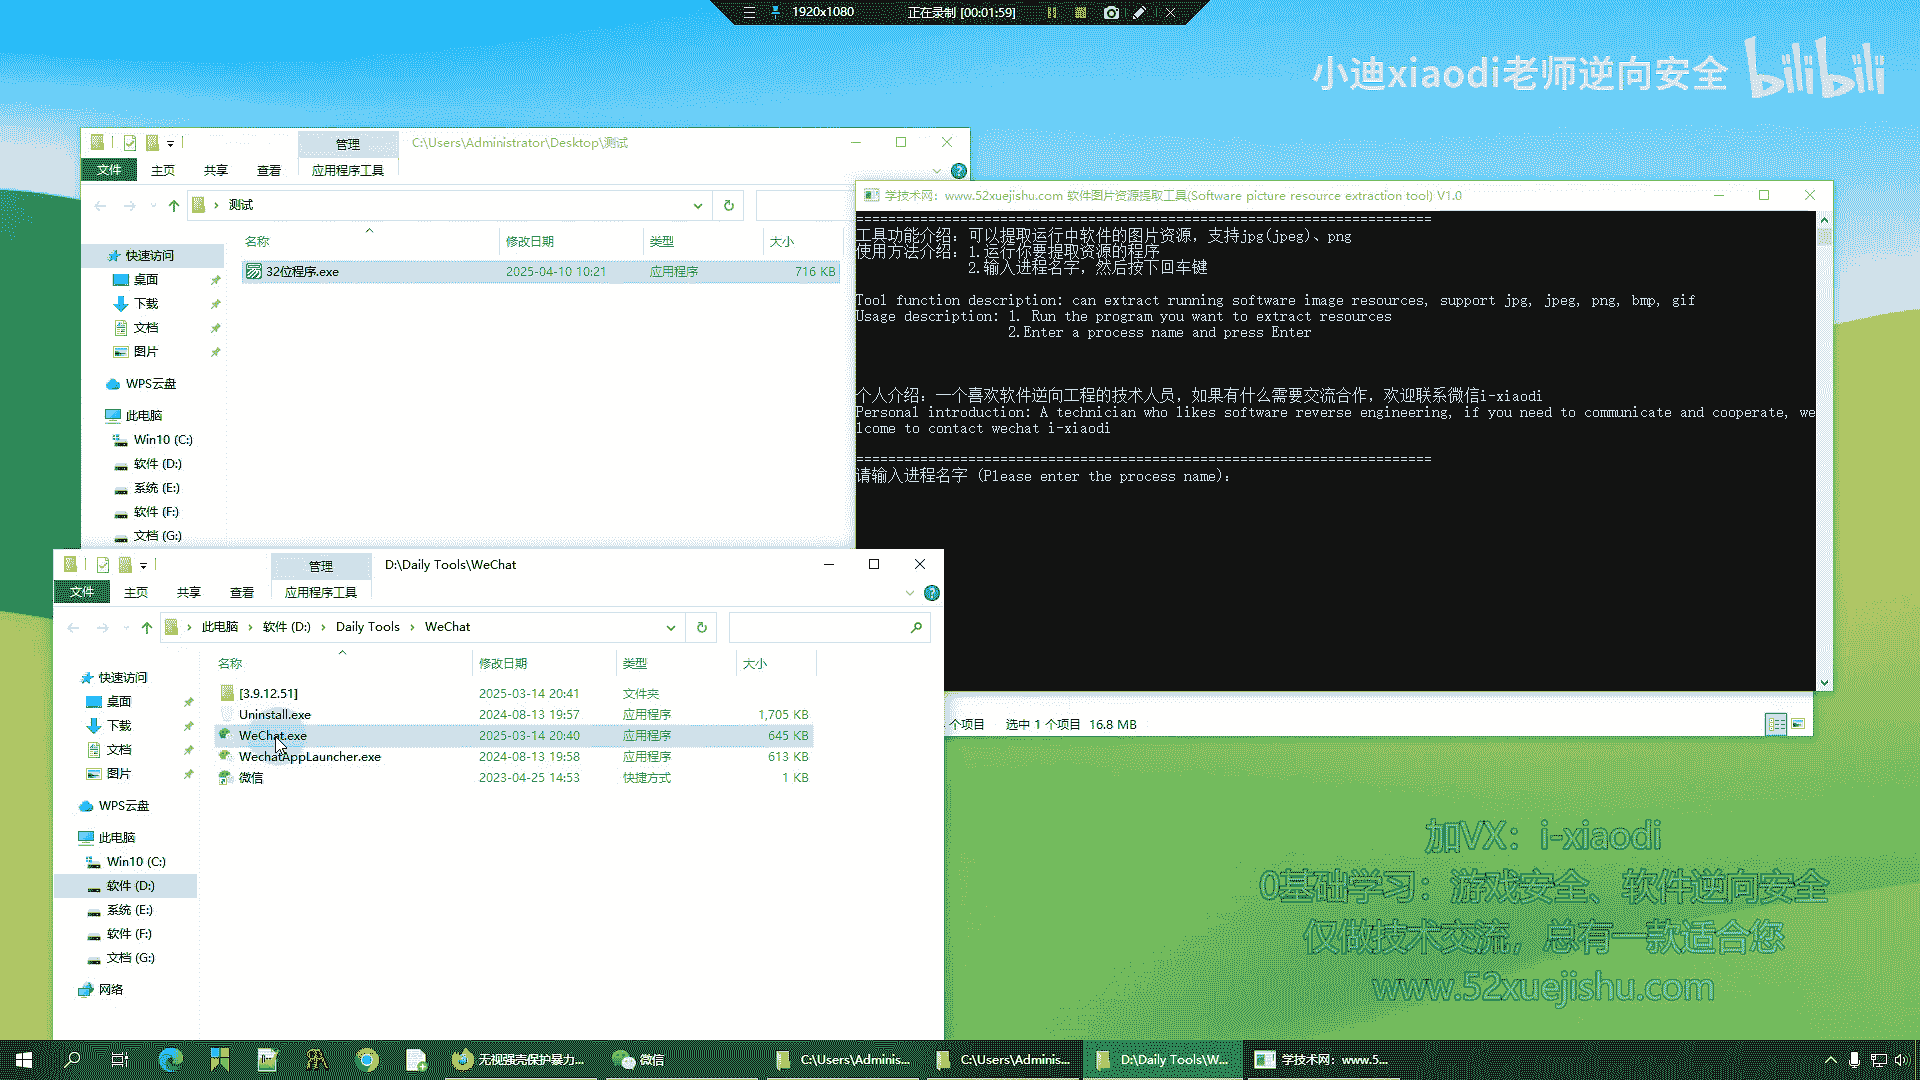 1920x1080 正在录制 [00:01:59]
小迪xiaodi老师逆向安全 bilibili
管理 C:\Users\Administrator\Desktop\测试
文件 主页 共享 查看 应用程序工具
测试
名称 修改日期 类型 大小
32位程序.exe 2025-04-10 10:21 应用程序 716 KB
快速访问
桌面
下载
文档
图片
WPS云盘
此电脑
Win10 (C:)
软件 (D:)
系统 (E:)
软件 (F:)
文档 (G:)
学技术网：www.52xuejishu.com 软件图片资源提取工具(Software picture resource extraction tool) V1.0
========================================================================
工具功能介绍：可以提取运行中软件的图片资源，支持jpg(jpeg)、png
使用方法介绍：1.运行你要提取资源的程序
2.输入进程名字，然后按下回车键
Tool function description: can extract running software image resources, support jpg, jpeg, png, bmp, gif
Usage description: 1. Run the program you want to extract resources
2.Enter a process name and press Enter
个人介绍：一个喜欢软件逆向工程的技术人员，如果有什么需要交流合作，欢迎联系微信i-xiaodi
Personal introduction: A technician who likes software reverse engineering, if you need to communicate and cooperate, we
lcome to contact wechat i-xiaodi
========================================================================
请输入进程名字 (Please enter the process name):
个项目 选中 1 个项目 16.8 MB
管理 D:\Daily Tools\WeChat
文件 主页 共享 查看 应用程序工具
此电脑 › 软件 (D:) › Daily Tools › WeChat
名称 修改日期 类型 大小
[3.9.12.51] 2025-03-14 20:41 文件夹
Uninstall.exe 2024-08-13 19:57 应用程序 1,705 KB
WeChat.exe 2025-03-14 20:40 应用程序 645 KB
WechatAppLauncher.exe 2024-08-13 19:58 应用程序 613 KB
微信 2023-04-25 14:53 快捷方式 1 KB
快速访问
桌面
下载
文档
图片
WPS云盘
此电脑
Win10 (C:)
软件 (D:)
系统 (E:)
软件 (F:)
文档 (G:)
网络
加VX：i-xiaodi
0基础学习：游戏安全、软件逆向安全
仅做技术交流，总有一款适合您
www.52xuejishu.com
无视强壳保护暴力... 微信 C:\Users\Adminis... C:\Users\Adminis... D:\Daily Tools\W... 学技术网：www.5...